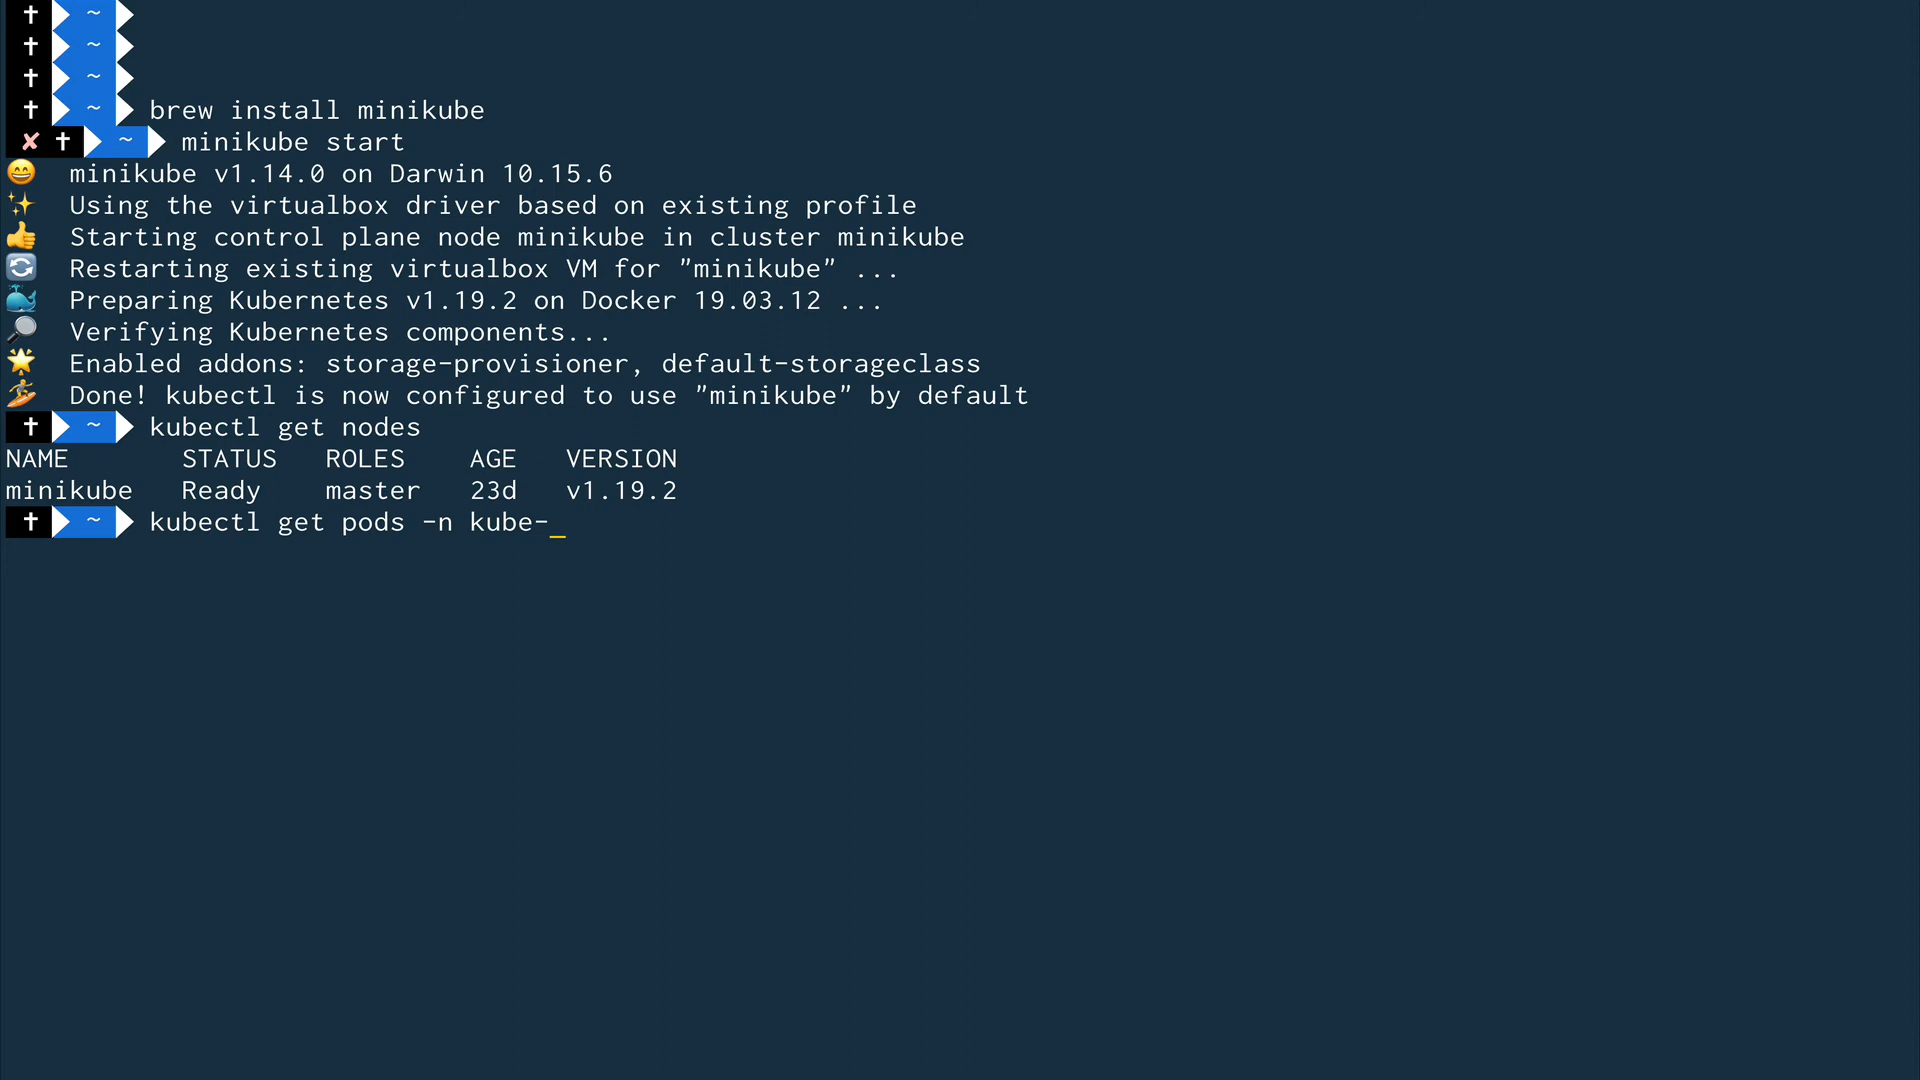 ✝ ~
✝ ~
✝ ~
✝ ~ brew install minikube
✘ ✝ ~ minikube start
😄 minikube v1.14.0 on Darwin 10.15.6
✨ Using the virtualbox driver based on existing profile
👍 Starting control plane node minikube in cluster minikube
🔄 Restarting existing virtualbox VM for "minikube" ...
🐳 Preparing Kubernetes v1.19.2 on Docker 19.03.12 ...
🔎 Verifying Kubernetes components...
🌟 Enabled addons: storage-provisioner, default-storageclass
🏄 Done! kubectl is now configured to use "minikube" by default
✝ ~ kubectl get nodes
NAME STATUS ROLES AGE VERSION
minikube Ready master 23d v1.19.2
✝ ~ kubectl get pods -n kube-_